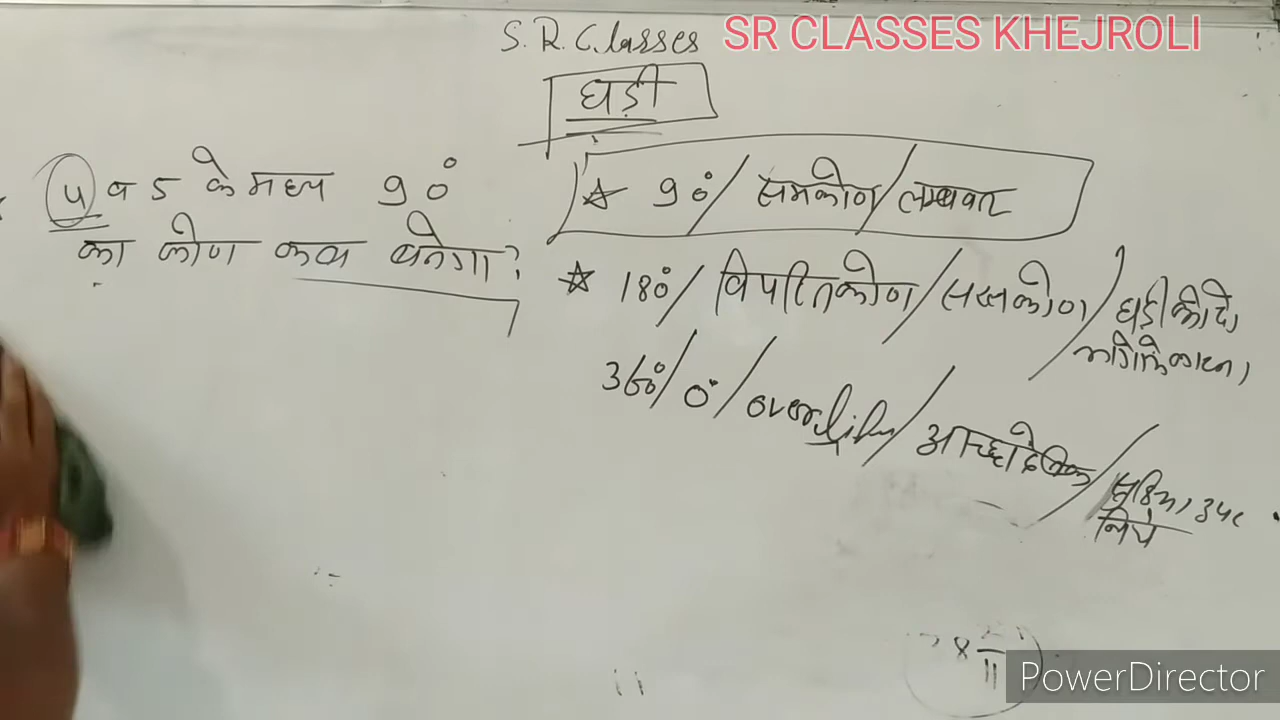 S. R. Classes SR CLASSES KHEJROLI
घड़ी
4 व 5 के मध्य 90°
का कोण कब बनेगा?
☆ 90°/ समकोण/ लम्बवत
☆ 180°/ विपरितकोण/ सरलकोण/ घड़ी की दो
360°/ 0°/ आच्छादित
निचे
11
PowerDirector